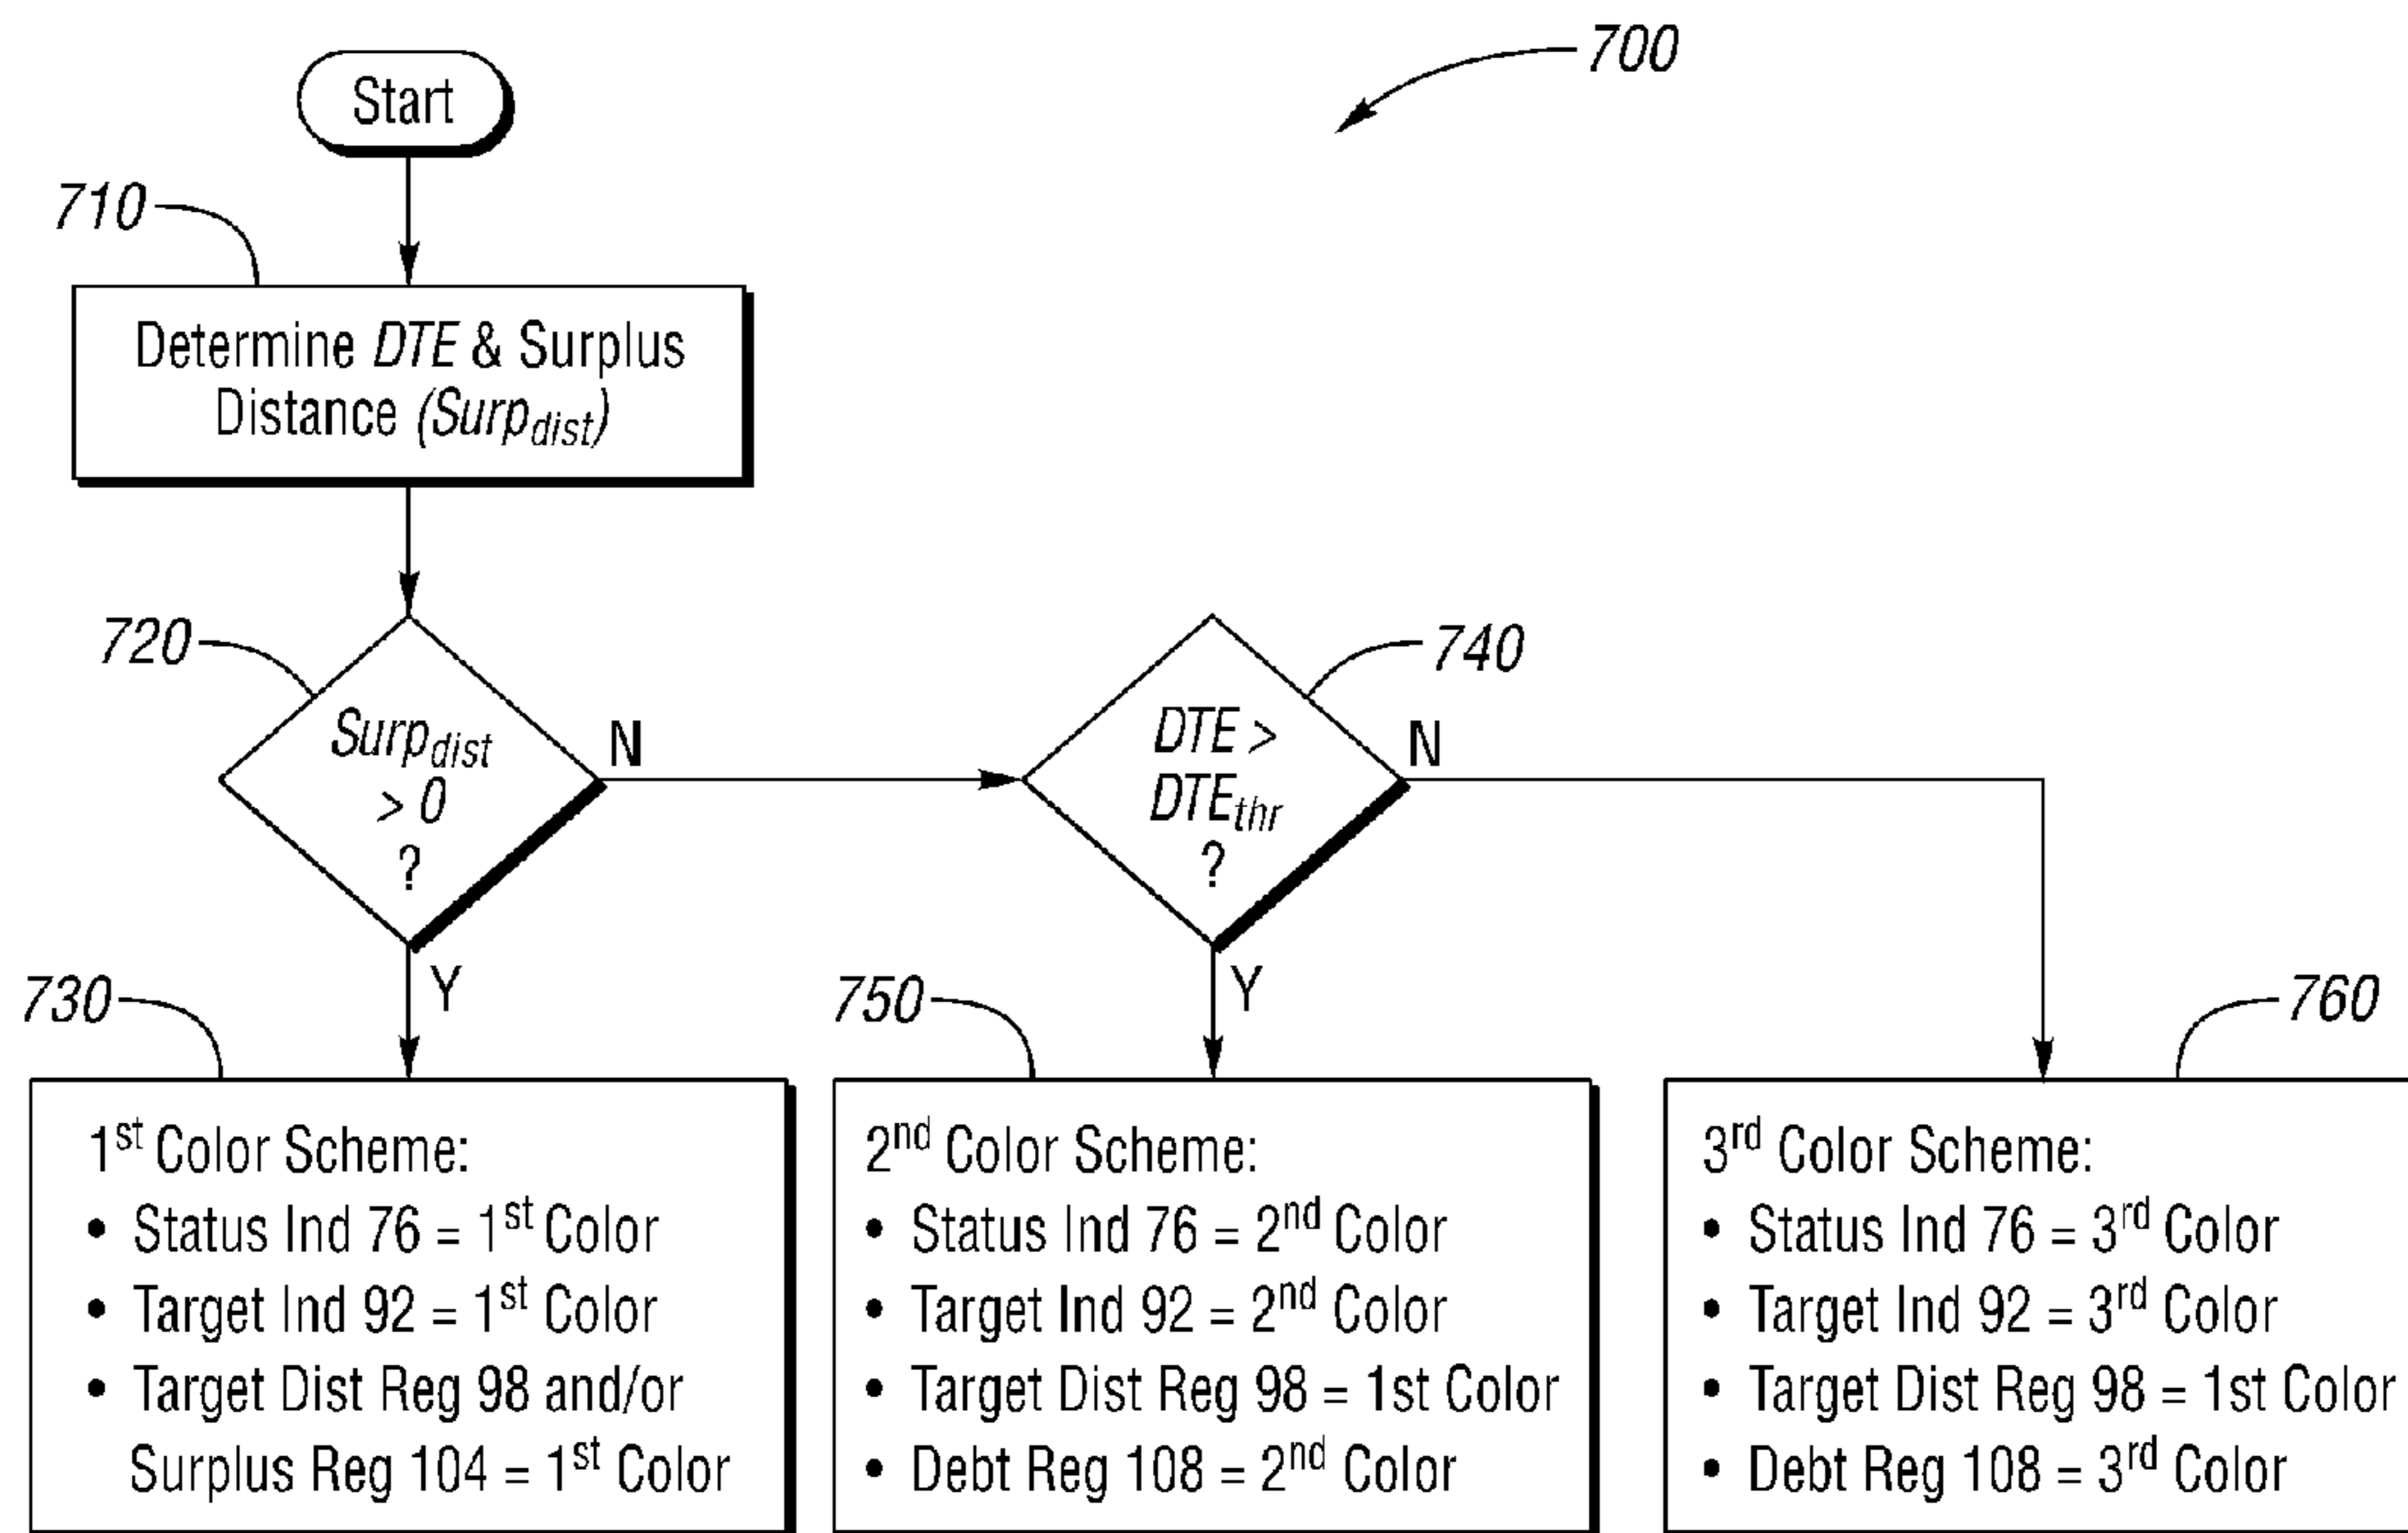 700
Start
710
Determine DTE & Surplus
Distance (Surp_dist)
720
Surp_dist
> 0
?
N
Y
740
DTE >
DTE_thr
?
N
Y
730
1st Color Scheme:
• Status Ind 76 = 1st Color
• Target Ind 92 = 1st Color
• Target Dist Reg 98 and/or
Surplus Reg 104 = 1st Color
750
2nd Color Scheme:
• Status Ind 76 = 2nd Color
• Target Ind 92 = 2nd Color
• Target Dist Reg 98 = 1st Color
• Debt Reg 108 = 2nd Color
760
3rd Color Scheme:
• Status Ind 76 = 3rd Color
• Target Ind 92 = 3rd Color
• Target Dist Reg 98 = 1st Color
• Debt Reg 108 = 3rd Color